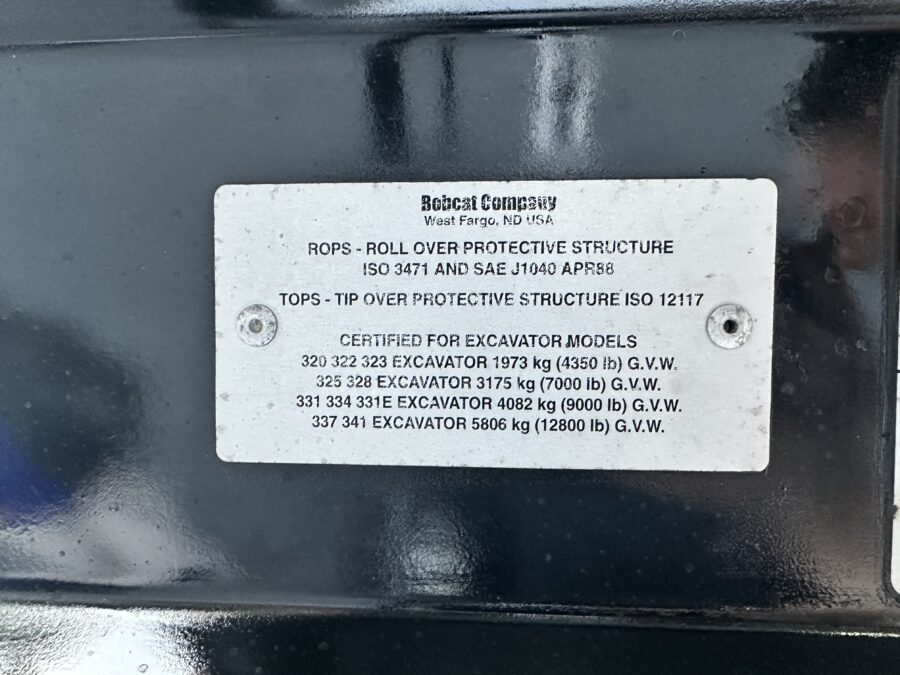 Bobcat Company
West Fargo, ND USA
ROPS - ROLL OVER PROTECTIVE STRUCTURE
ISO 3471 AND SAE J1040 APR88
TOPS - TIP OVER PROTECTIVE STRUCTURE ISO 12117
CERTIFIED FOR EXCAVATOR MODELS
320 322 323 EXCAVATOR 1973 kg (4350 lb) G.V.W.
325 328 EXCAVATOR 3175 kg (7000 lb) G.V.W.
331 334 331E EXCAVATOR 4082 kg (9000 lb) G.V.W.
337 341 EXCAVATOR 5806 kg (12800 lb) G.V.W.